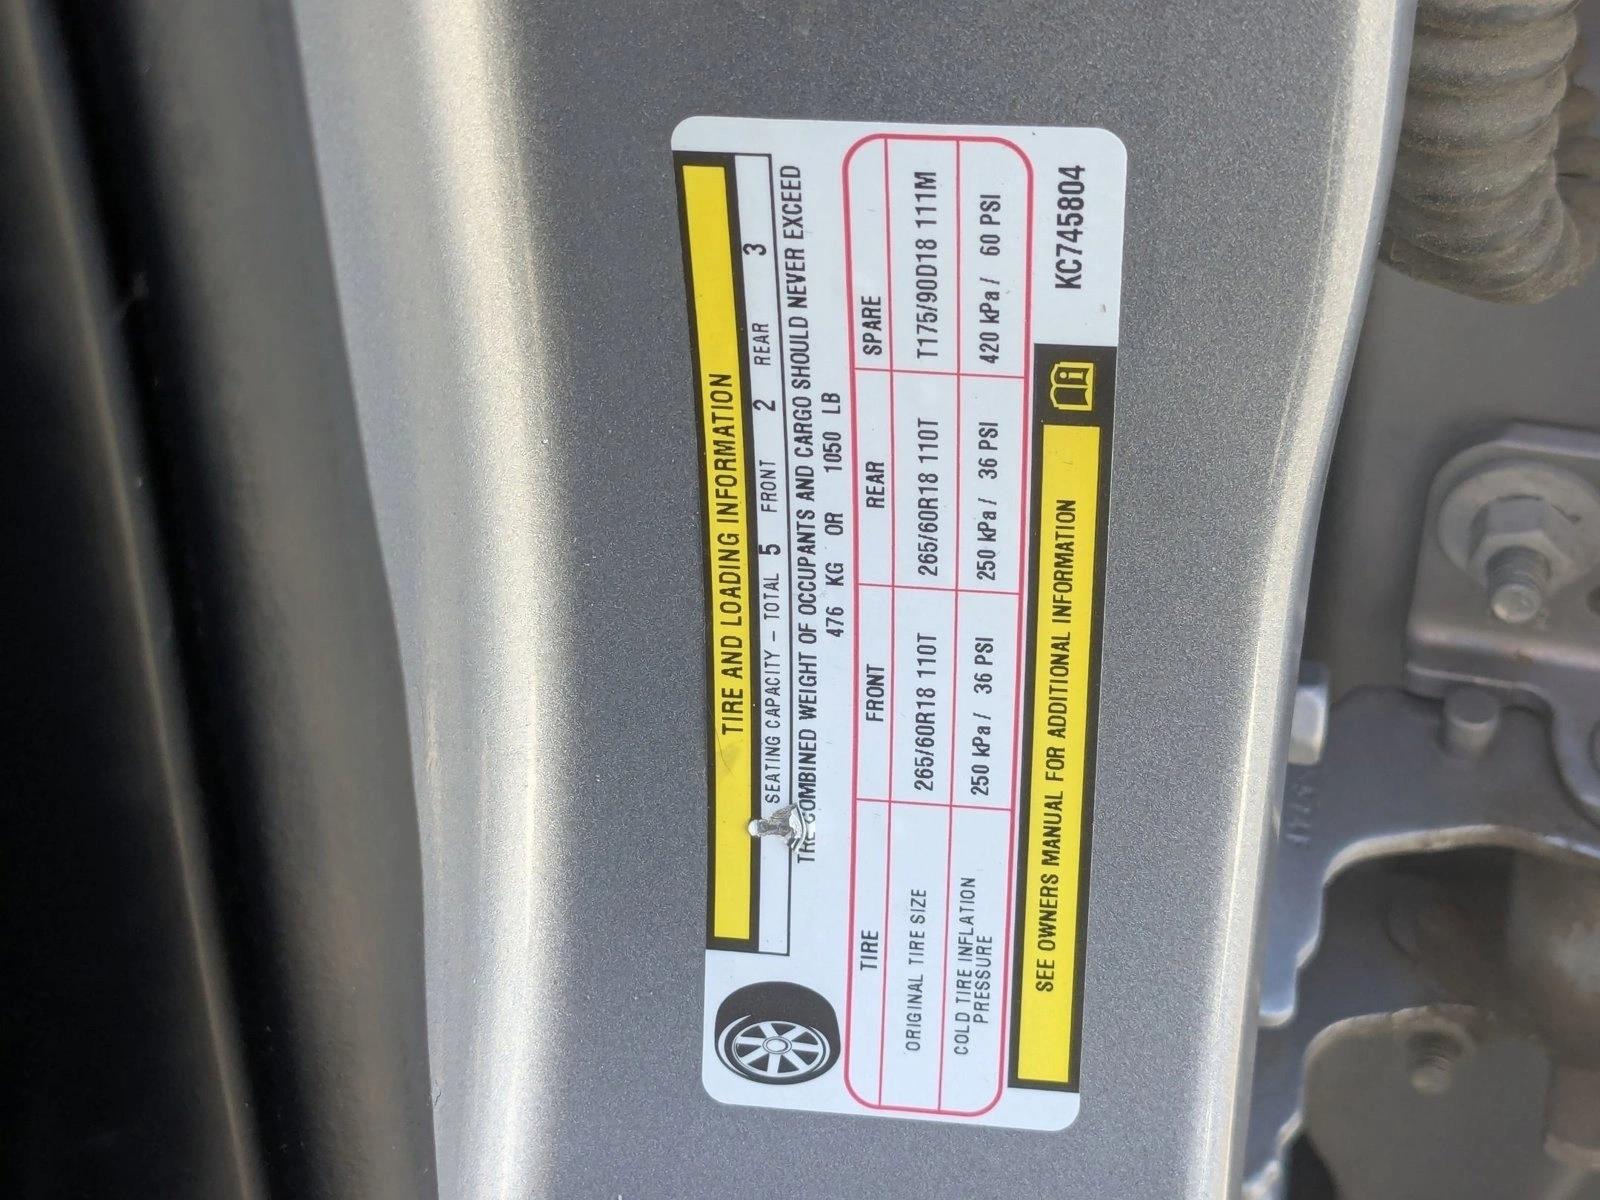 TIRE AND LOADING INFORMATION
SEATING CAPACITY - TOTAL 5 FRONT 2 REAR 3
THE COMBINED WEIGHT OF OCCUPANTS AND CARGO SHOULD NEVER EXCEED
476 KG OR 1050 LB
TIRE FRONT REAR SPARE
ORIGINAL TIRE SIZE 265/60R18 110T 265/60R18 110T T175/90D18 111M
COLD TIRE INFLATION PRESSURE 250 kPa / 36 PSI 250 kPa / 36 PSI 420 kPa / 60 PSI
SEE OWNERS MANUAL FOR ADDITIONAL INFORMATION
KC745804